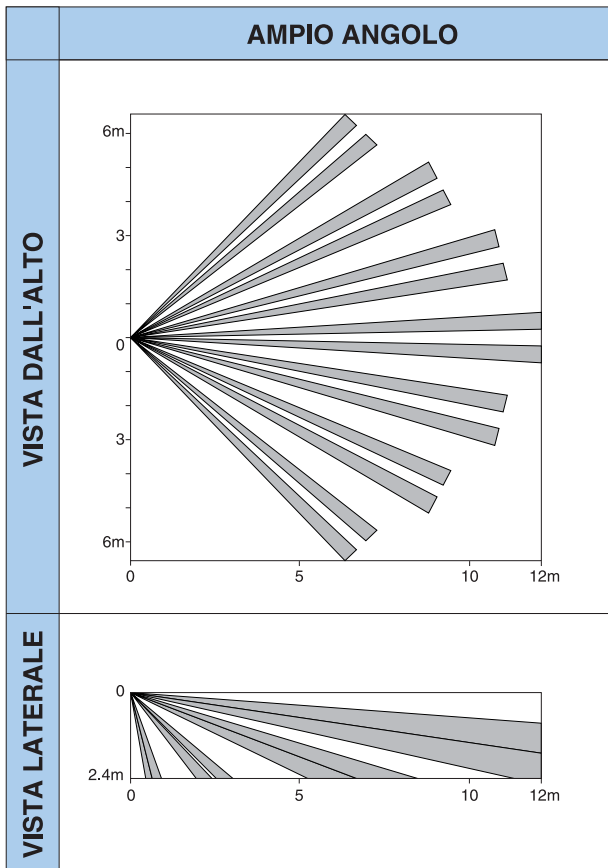 AMPIO ANGOLO
VISTA DALL'ALTO
6m
3
0
3
6m
0 5 10 12m
VISTA LATERALE
0
2.4m
0 5 10 12m